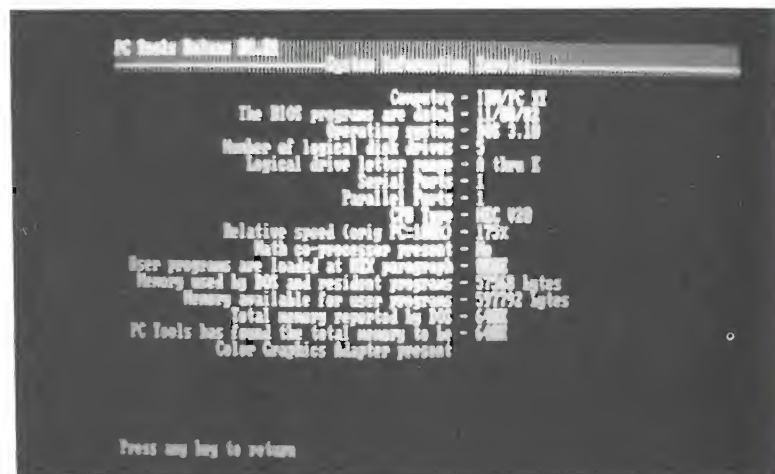 PC Tools Deluxe
System Information Service
Computer - IBM/PC XT
The BIOS programs are dated - 11/08/82
Operating system - DOS 3.10
Number of logical disk drives - 5
Logical drive letter range - A thru E
Serial Ports - 1
Parallel Ports - 1
CPU Type - NEC V20
Relative speed (orig PC=100%) - 175%
Math co-processor present - No
User programs are loaded at HEX paragraph -
Memory used by DOS and resident programs - bytes
Memory available for user programs - bytes
Total memory reported by DOS - 640K
PC Tools has found the total memory to be - 640K
Color Graphics Adapter present
Press any key to return